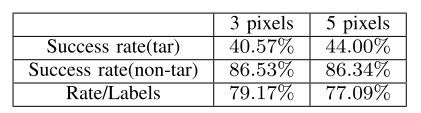 3 pixels 5 pixels
Success rate(tar) 40.57% 44.00%
Success rate(non-tar) 86.53% 86.34%
Rate/Labels 79.17% 77.09%